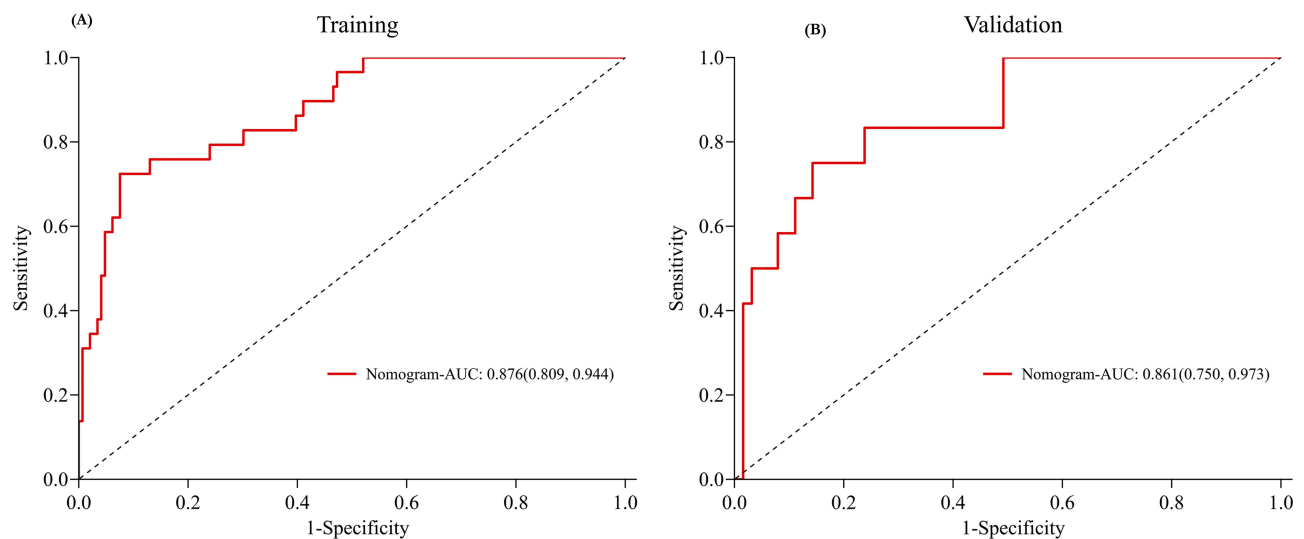 (A)
Training
1.0
0.8
0.6
0.4
0.2
0.0
Sensitivity
Nomogram-AUC: 0.876(0.809, 0.944)
0.0 0.2 0.4 0.6 0.8 1.0
1-Specificity
(B)
Validation
1.0
0.8
0.6
0.4
0.2
0.0
Sensitivity
Nomogram-AUC: 0.861(0.750, 0.973)
0.0 0.2 0.4 0.6 0.8 1.0
1-Specificity